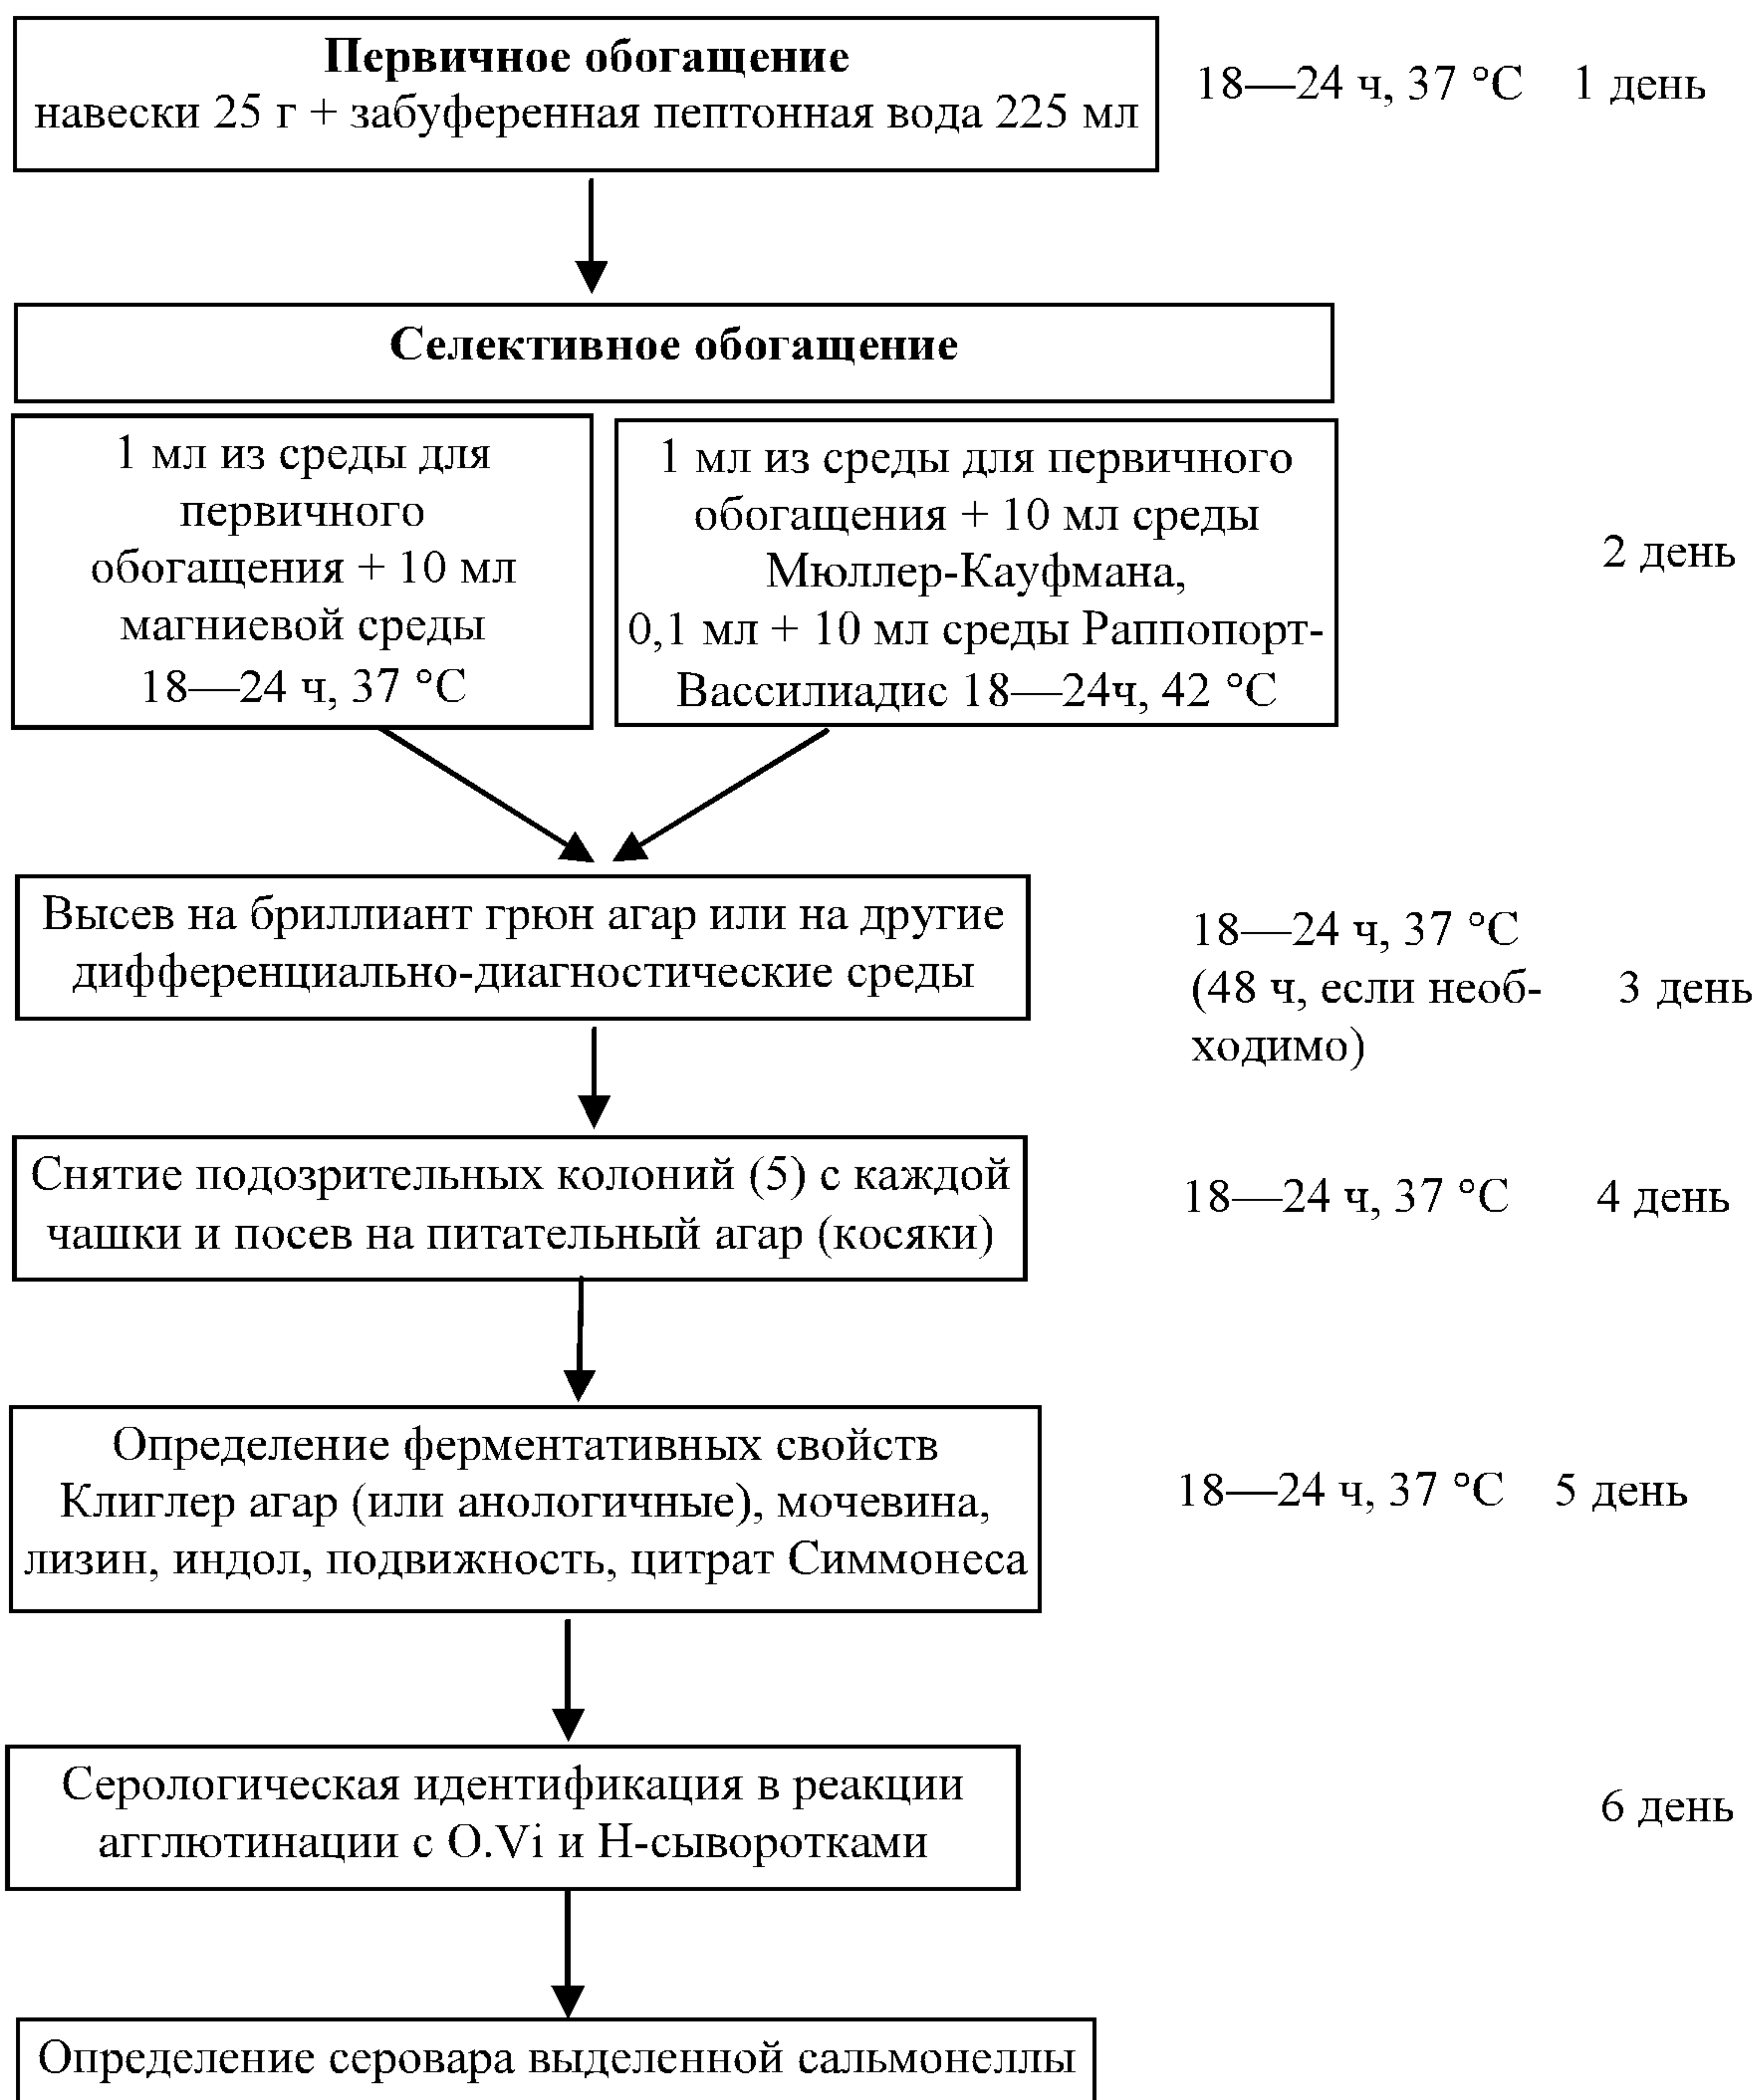 Первичное обогащение
навески 25 г + забуференная пептонная вода 225 мл
18—24 ч, 37 °С 1 день
Селективное обогащение
1 мл из среды для
первичного
обогащения + 10 мл
магниевой среды
18—24 ч, 37 °С
1 мл из среды для первичного
обогащения + 10 мл среды
Мюллер-Кауфмана,
0,1 мл + 10 мл среды Раппопорт-
Вассилиадис 18—24ч, 42 °С
2 день
Высев на бриллиант грюн агар или на другие
дифференциально-диагностические среды
18—24 ч, 37 °С
(48 ч, если необ-
ходимо)
3 день
Снятие подозрительных колоний (5) с каждой
чашки и посев на питательный агар (косяки)
18—24 ч, 37 °С 4 день
Определение ферментативных свойств
Клиглер агар (или анологичные), мочевина,
лизин, индол, подвижность, цитрат Симмонеса
18—24 ч, 37 °С 5 день
Серологическая идентификация в реакции
агглютинации с O.Vi и Н-сыворотками
6 день
Определение серовара выделенной сальмонеллы